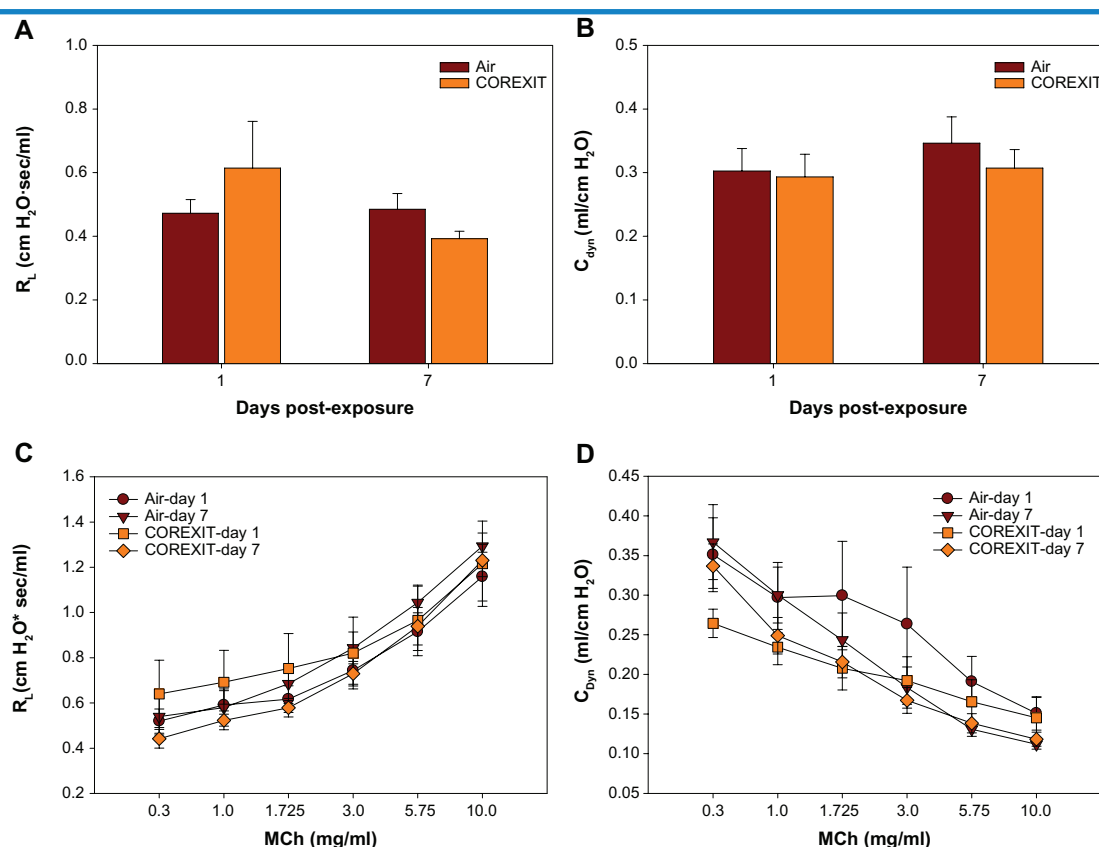 A
1.0
0.8
0.6
0.4
0.2
0.0
R_L (cm H₂O·sec/ml)
Air
COREXIT
1
7
Days post-exposure
B
0.5
0.4
0.3
0.2
0.1
0.0
C_dyn (ml/cm H₂O)
Air
COREXIT
1
7
Days post-exposure
C
1.6
1.4
1.2
1.0
0.8
0.6
0.4
0.2
R_L (cm H₂O* sec/ml)
Air-day 1
Air-day 7
COREXIT-day 1
COREXIT-day 7
0.3 1.0 1.725 3.0 5.75 10.0
MCh (mg/ml)
D
0.45
0.40
0.35
0.30
0.25
0.20
0.15
0.10
0.05
C_Dyn (ml/cm H₂O)
Air-day 1
Air-day 7
COREXIT-day 1
COREXIT-day 7
0.3 1.0 1.725 3.0 5.75 10.0
MCh (mg/ml)